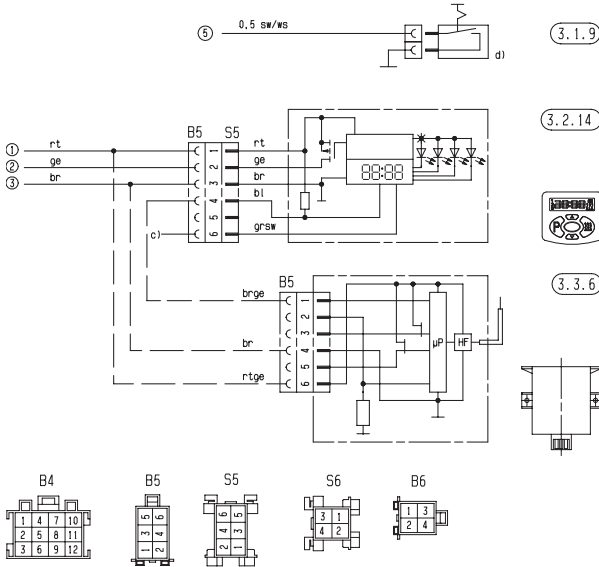 5 0,5 sw/ws
d)
3.1.9
3.2.14
B5 S5
1 rt 1 rt
2 ge 2 ge
3 br 3 br
4 bl
5
c) 6 grsw
88:88
P
3.3.6
B5
brge 1
2
3
br 4
5
rtge 6
µP HF
B4 B5 S5 S6 B6
1 4 7 10
2 5 8 11
3 6 9 12
5 6
3 4
1 2
6 5
4 3
2 1
3 1
4 2
1 3
2 4